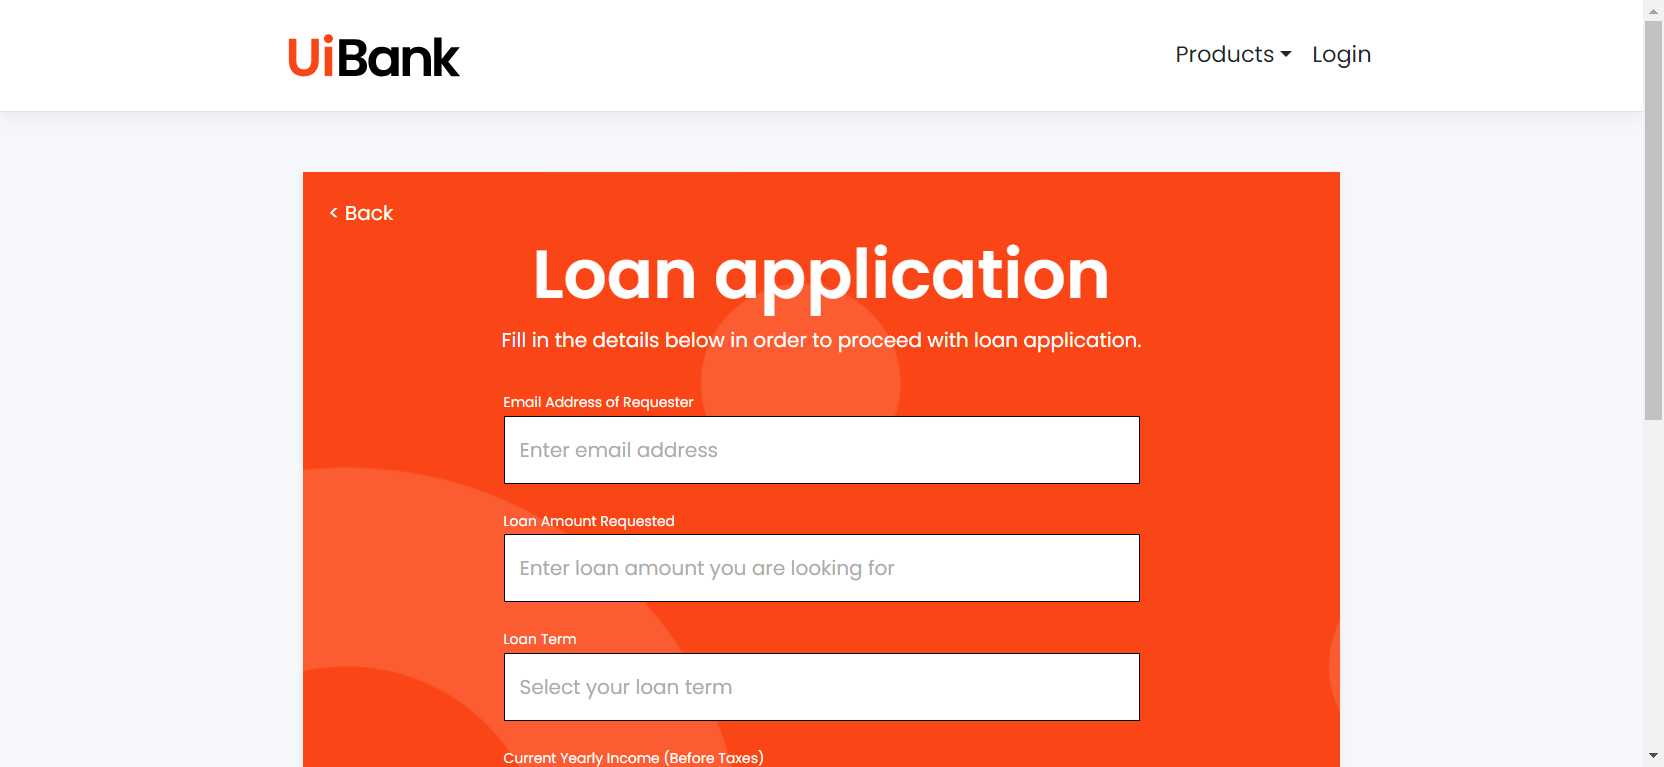 UiBank
Products Login
< Back
Loan application
Fill in the details below in order to proceed with loan application.
Email Address of Requester
Enter email address
Loan Amount Requested
Enter loan amount you are looking for
Loan Term
Select your loan term
Current Yearly Income (Before Taxes)